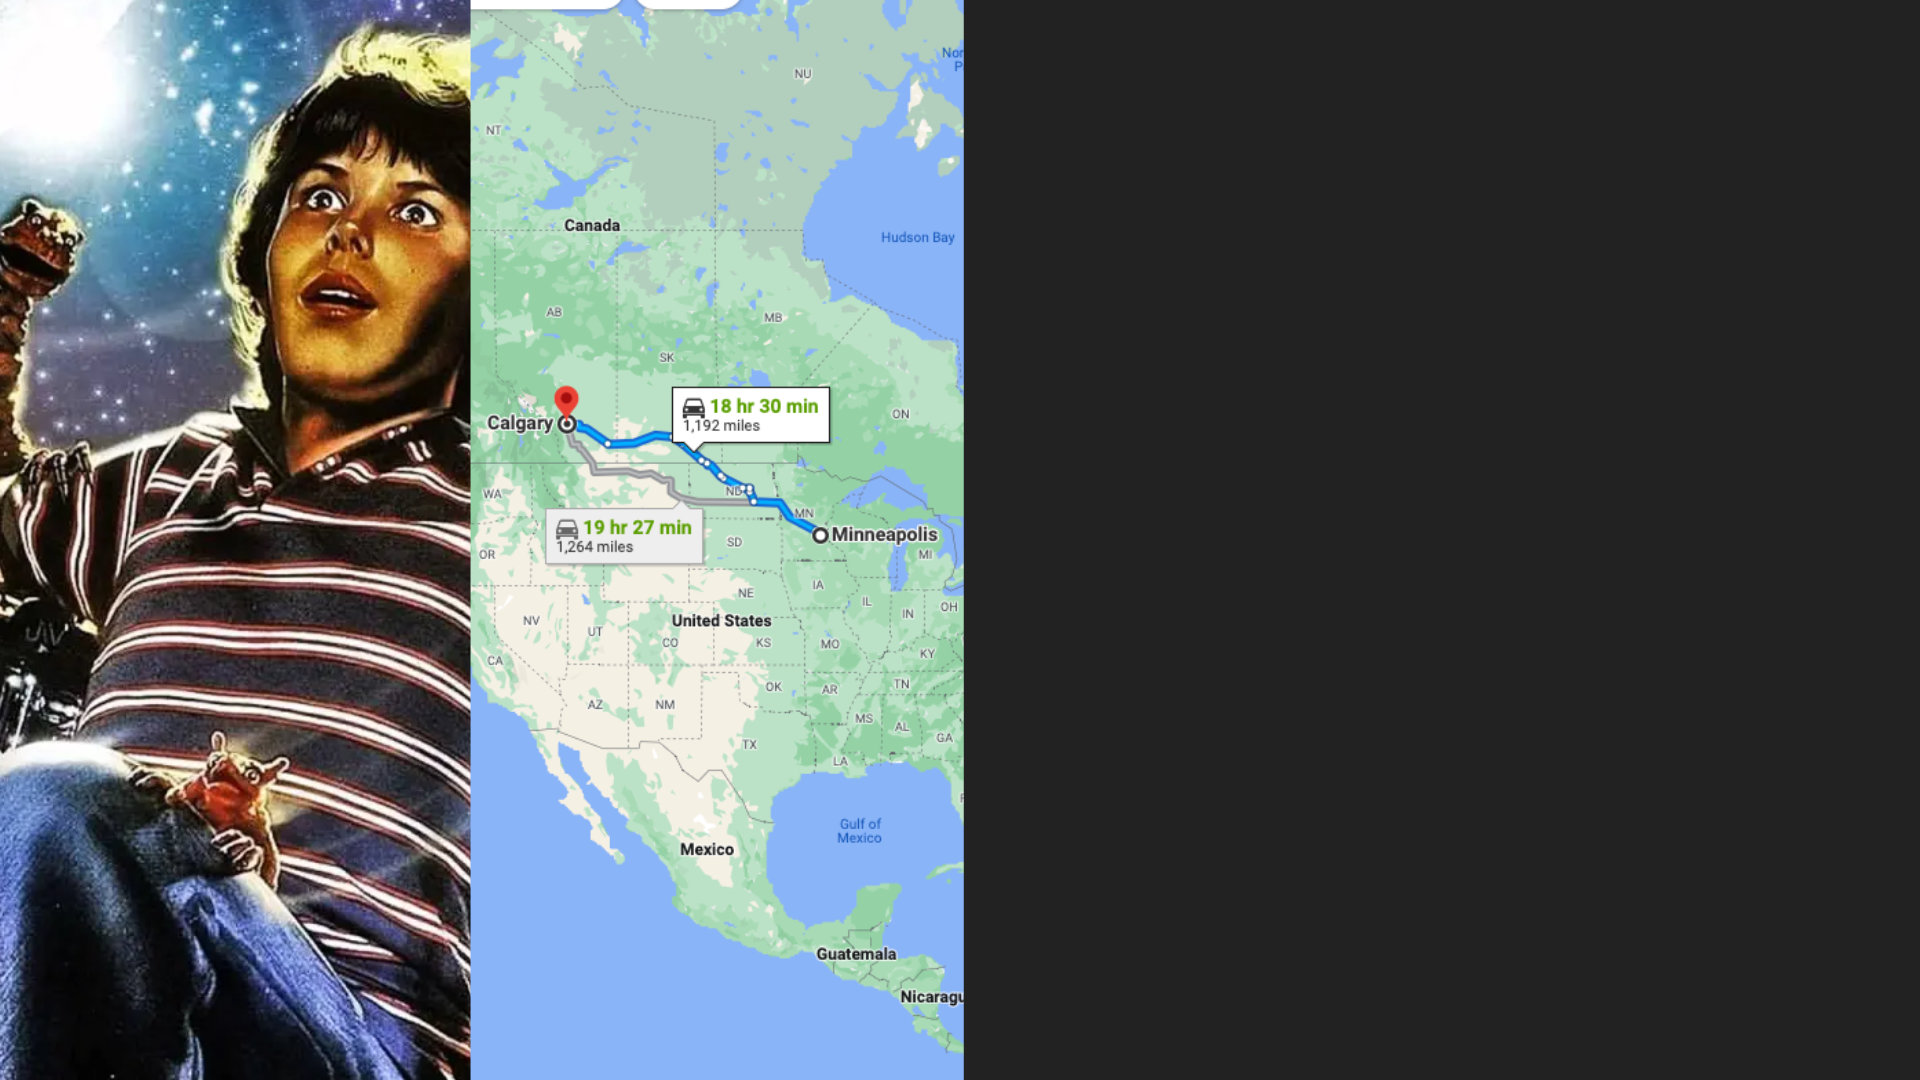 Nor
P
NU
NT
Canada
Hudson Bay
AB
MB
SK
18 hr 30 min
1,192 miles
ON
Calgary
WA
ND
MN
19 hr 27 min
1,264 miles
Minneapolis
SD
OR
MI
NE
IA
IL
IN
OH
United States
NV
UT
CO
KS
MO
KY
CA
OK
AR
TN
AZ
NM
MS
AL
GA
TX
LA
Gulf of
Mexico
Mexico
Guatemala
Nicaragu